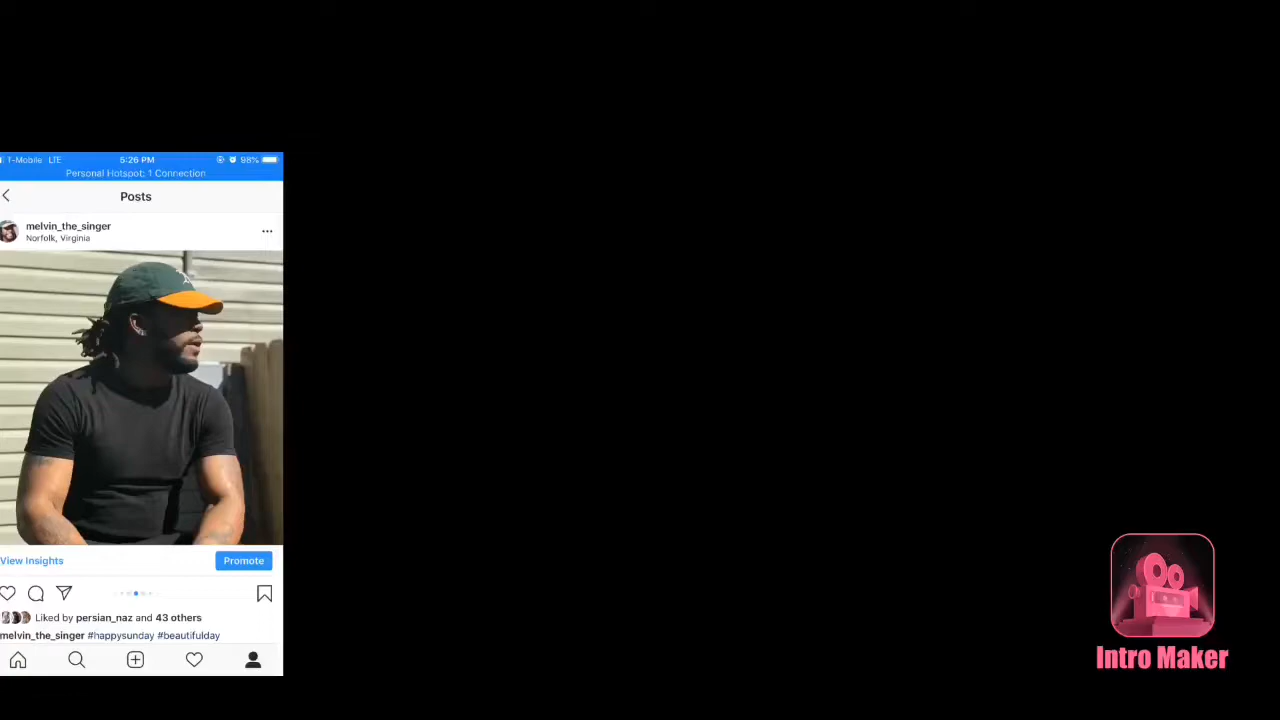 T-Mobile LTE 5:26 PM 98%
Personal Hotspot: 1 Connection
Posts
melvin_the_singer
Norfolk, Virginia
View Insights Promote
Liked by persian_naz and 43 others
melvin_the_singer #happysunday #beautifulday
Intro Maker